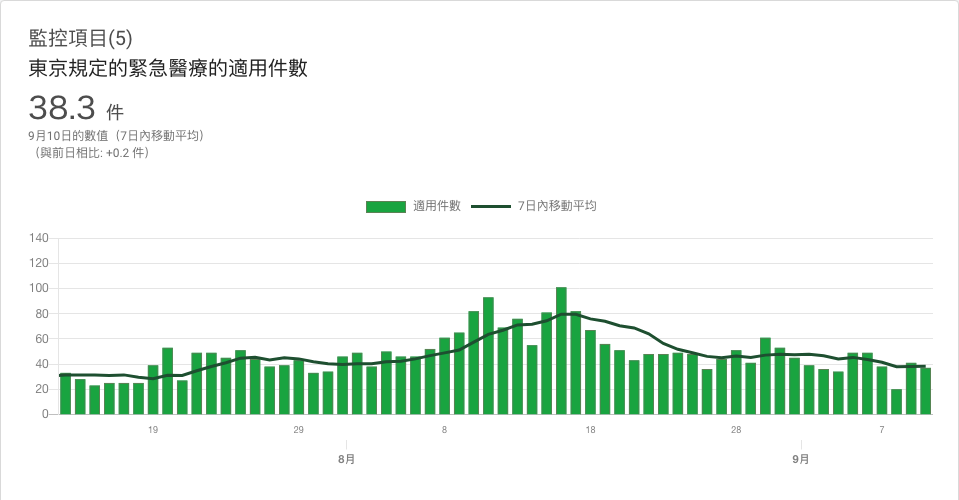 監控項目(5)
東京規定的緊急醫療的適用件數
38.3 件
9月10日的數值（7日內移動平均）
（與前日相比: +0.2 件）
適用件數 7日內移動平均
140
120
100
80
60
40
20
0
19 29 8 18 28 7
8月 9月